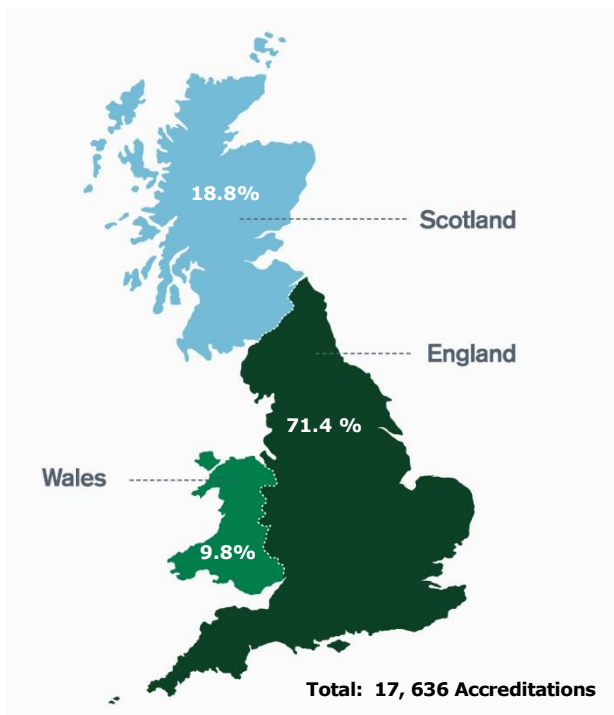 18.8%
Scotland
England
71.4 %
Wales
9.8%
Total: 17, 636 Accreditations